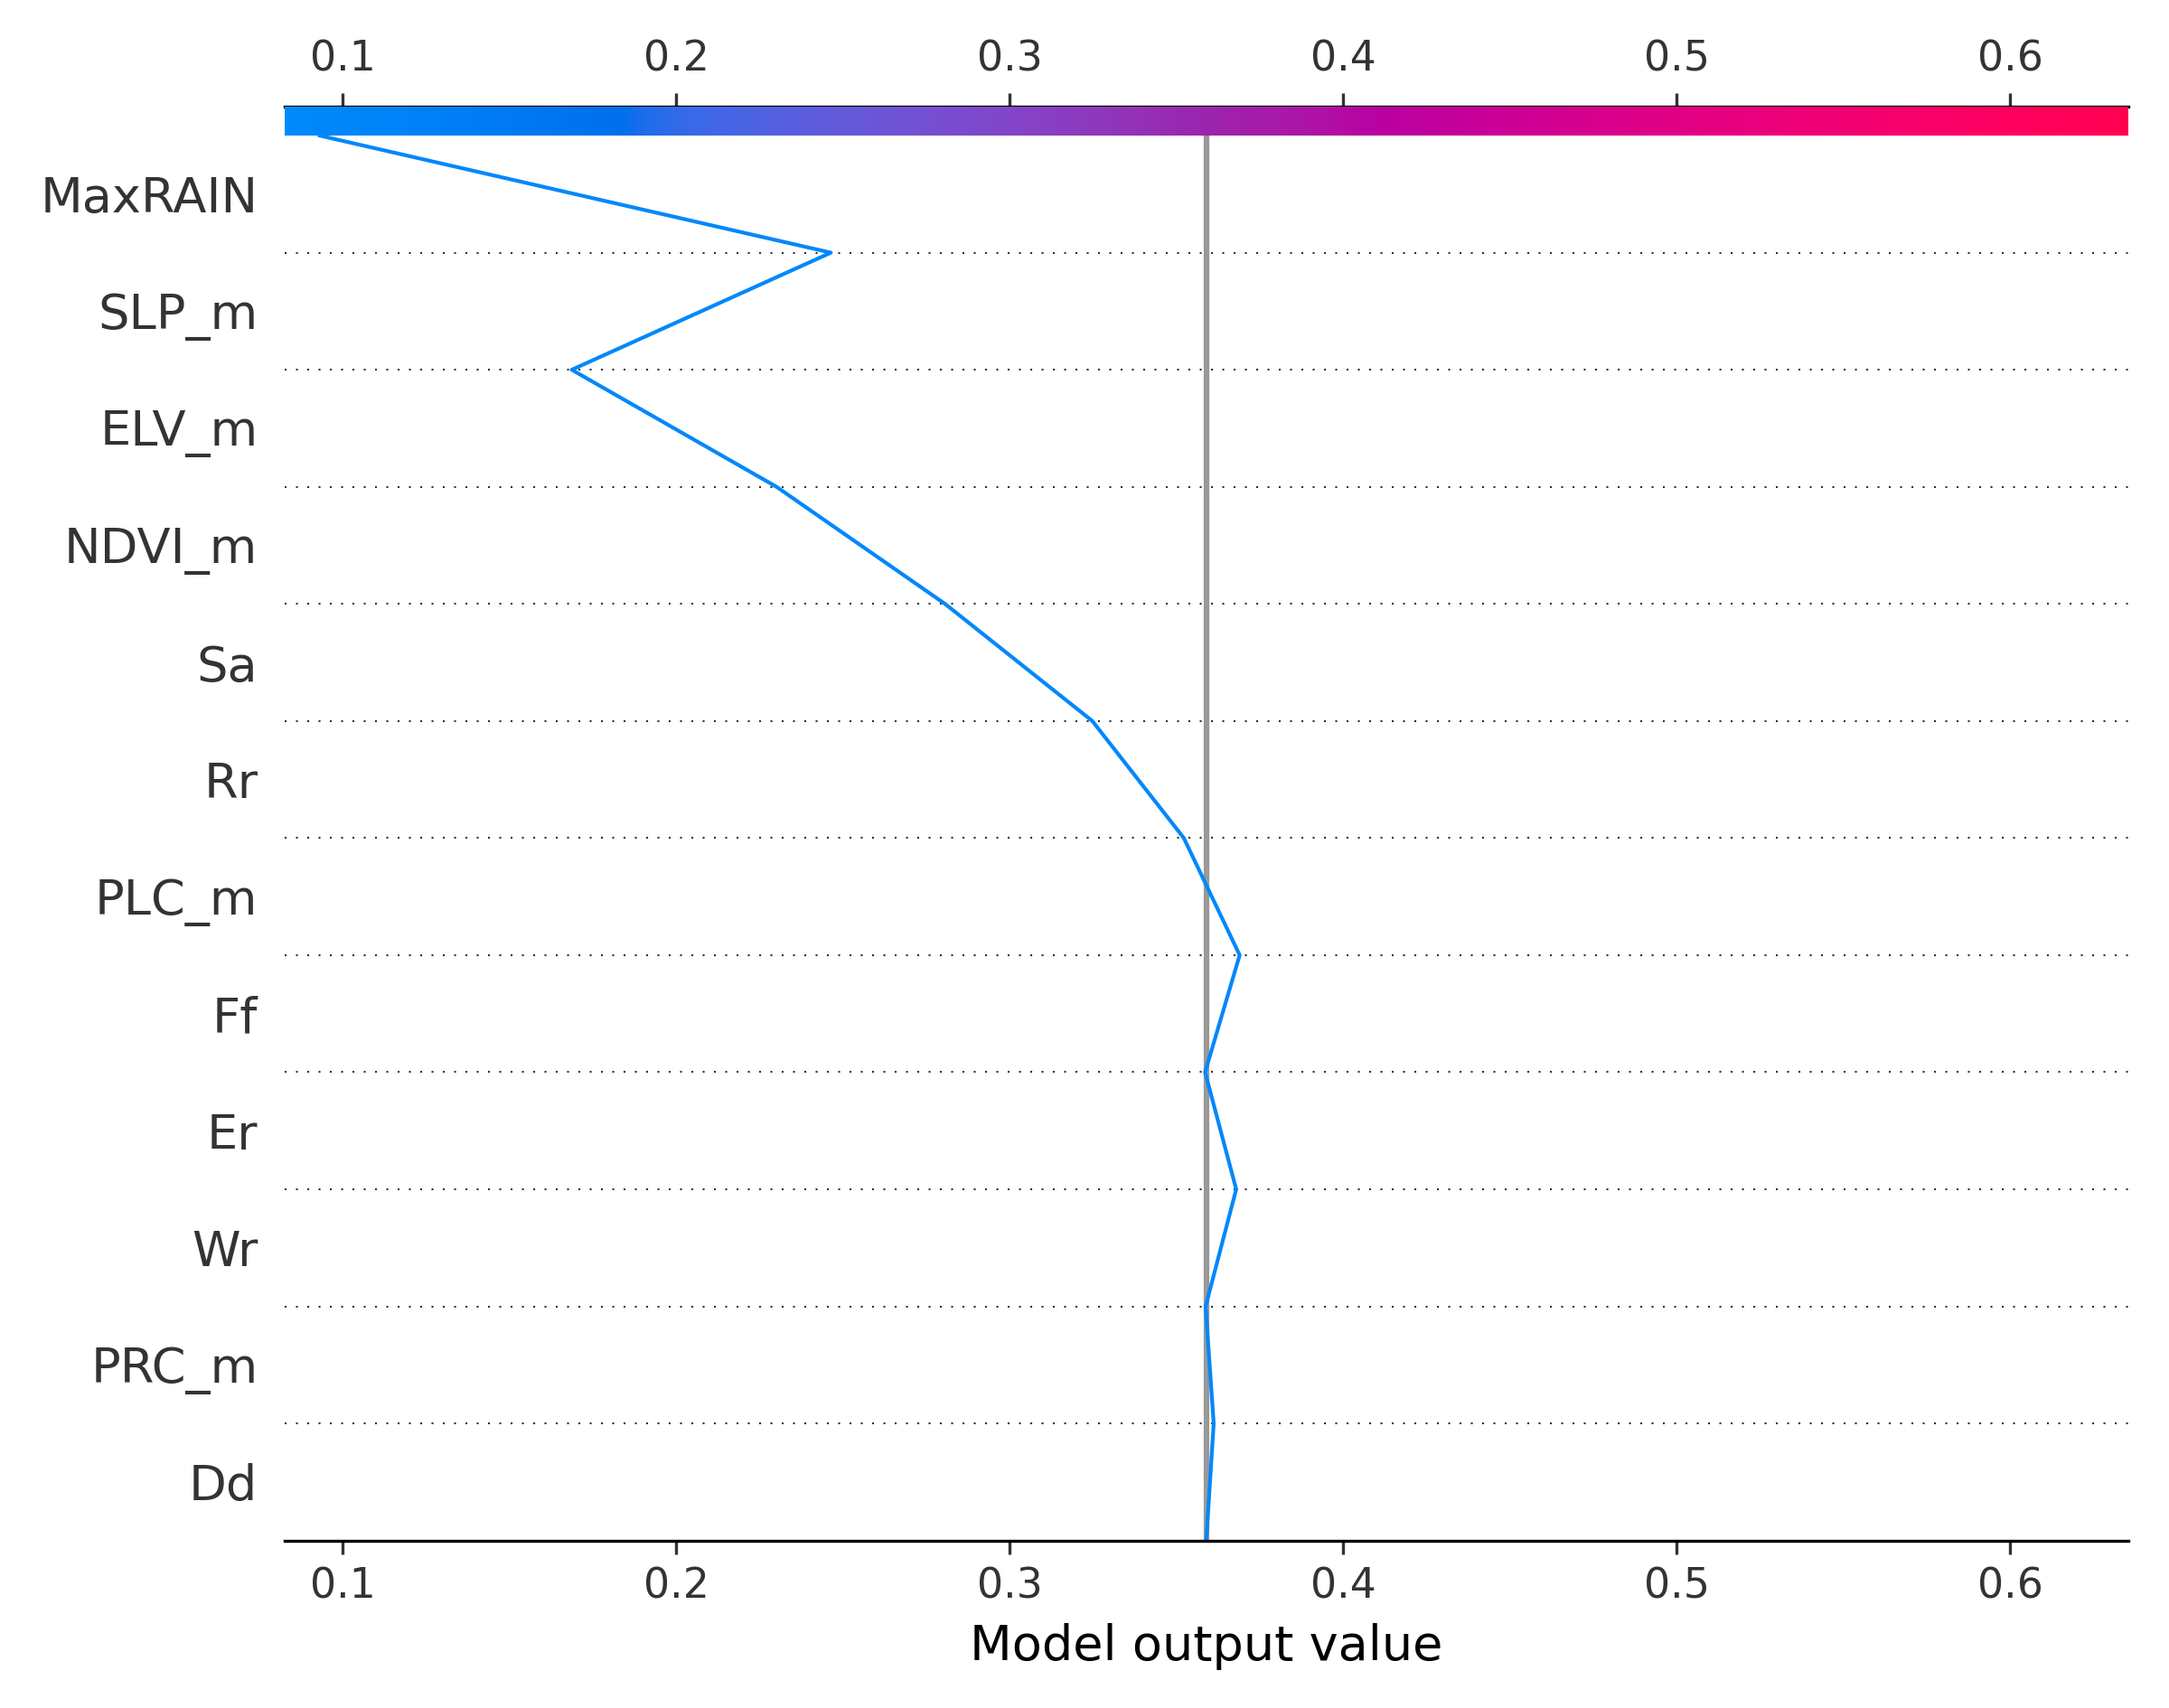 0.1 0.2 0.3 0.4 0.5 0.6
MaxRAIN
SLP_m
ELV_m
NDVI_m
Sa
Rr
PLC_m
Ff
Er
Wr
PRC_m
Dd
0.1 0.2 0.3 0.4 0.5 0.6
Model output value